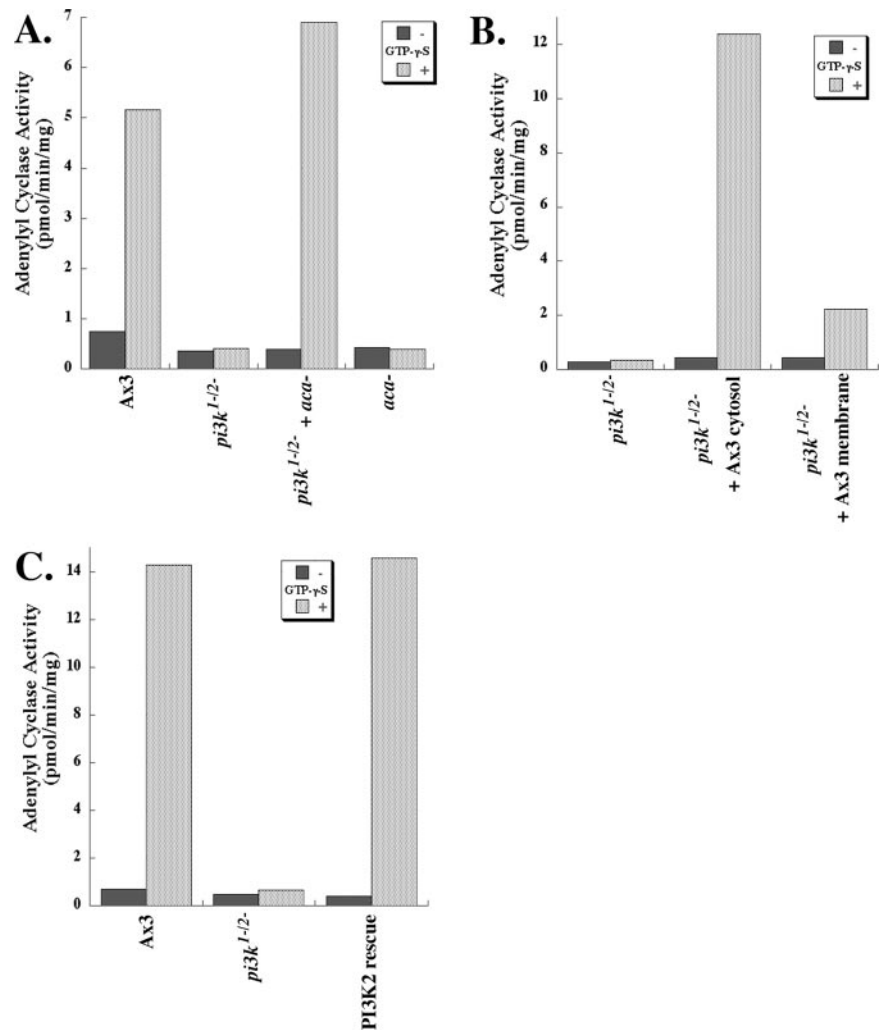 A.
Adenylyl Cyclase Activity
(pmol/min/mg)
7
6
5
4
3
2
1
0
-
GTP-γ-S
+
Ax3
pi3k1-/2-
pi3k1-/2- + aca-
aca-
B.
Adenylyl Cyclase Activity
(pmol/min/mg)
12
10
8
6
4
2
0
-
GTP-γ-S
+
pi3k1-/2-
pi3k1-/2-
+ Ax3 cytosol
pi3k1-/2-
+ Ax3 membrane
C.
Adenylyl Cyclase Activity
(pmol/min/mg)
14
12
10
8
6
4
2
0
-
GTP-γ-S
+
Ax3
pi3k1-/2-
PI3K2 rescue